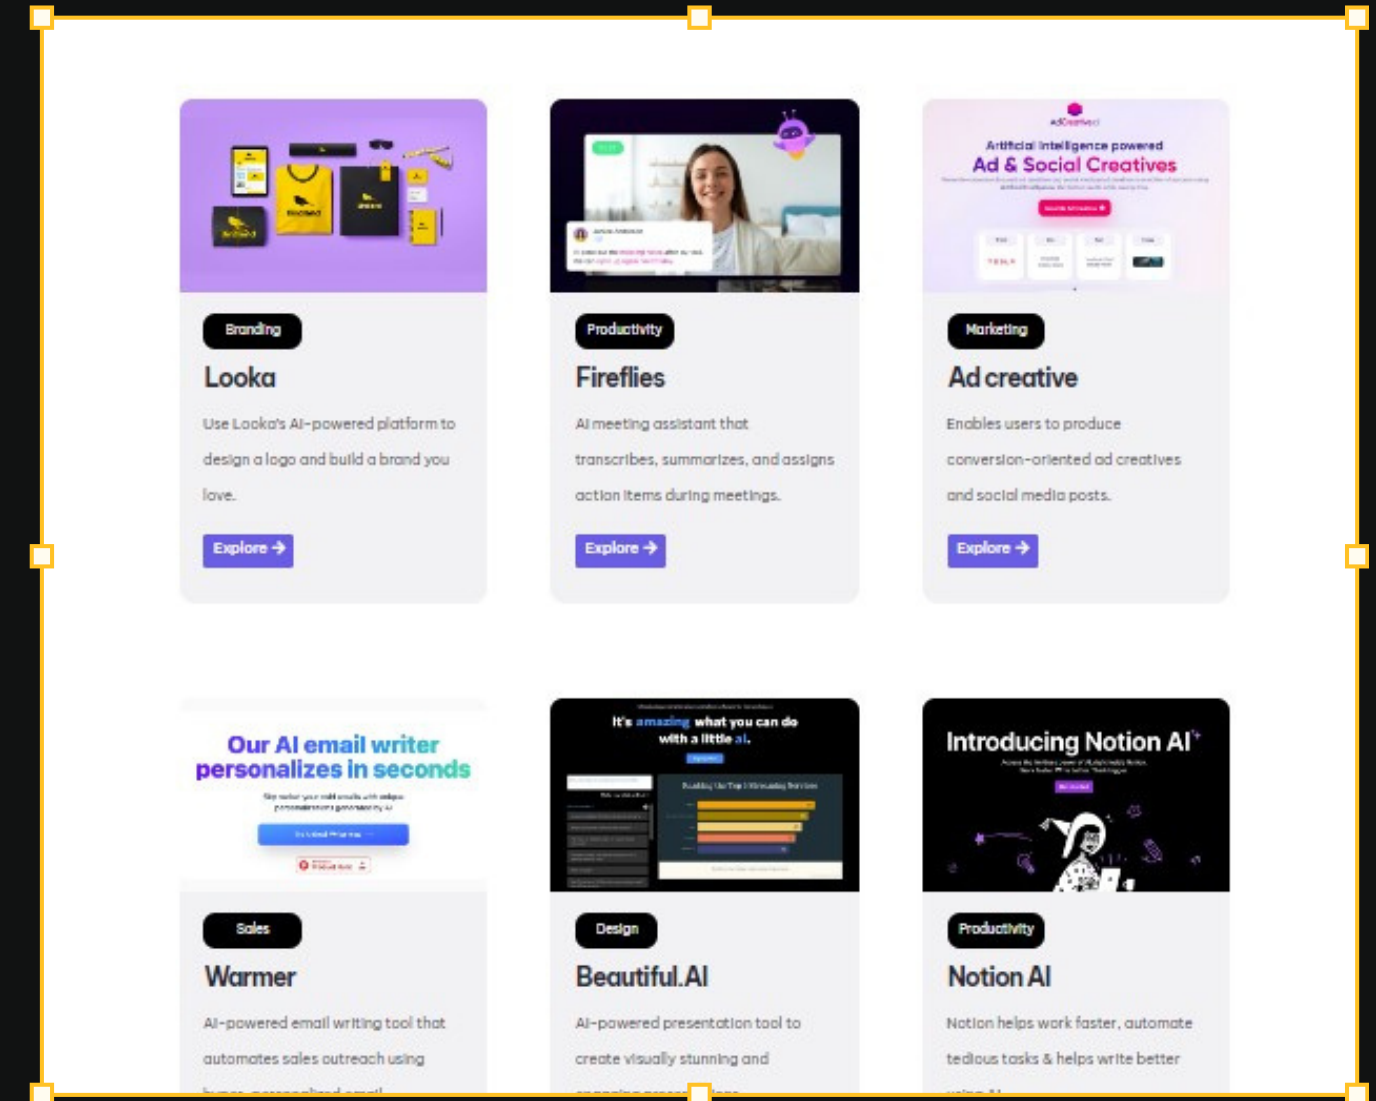 AdCreative.ai
Artificial Intelligence powered
Ad & Social Creatives
Branding
Looka
Use Looka's AI-powered platform to
design a logo and build a brand you
love.
Explore →
Productivity
Fireflies
AI meeting assistant that
transcribes, summarizes, and assigns
action items during meetings.
Explore →
Marketing
Ad creative
Enables users to produce
conversion-oriented ad creatives
and social media posts.
Explore →
Our AI email writer
personalizes in seconds
Sales
Warmer
AI-powered email writing tool that
automates sales outreach using
It's amazing what you can do
with a little ai.
Design
Beautiful.AI
AI-powered presentation tool to
create visually stunning and
Introducing Notion AI
Productivity
Notion AI
Notion helps work faster, automate
tedious tasks & helps write better
using AI.